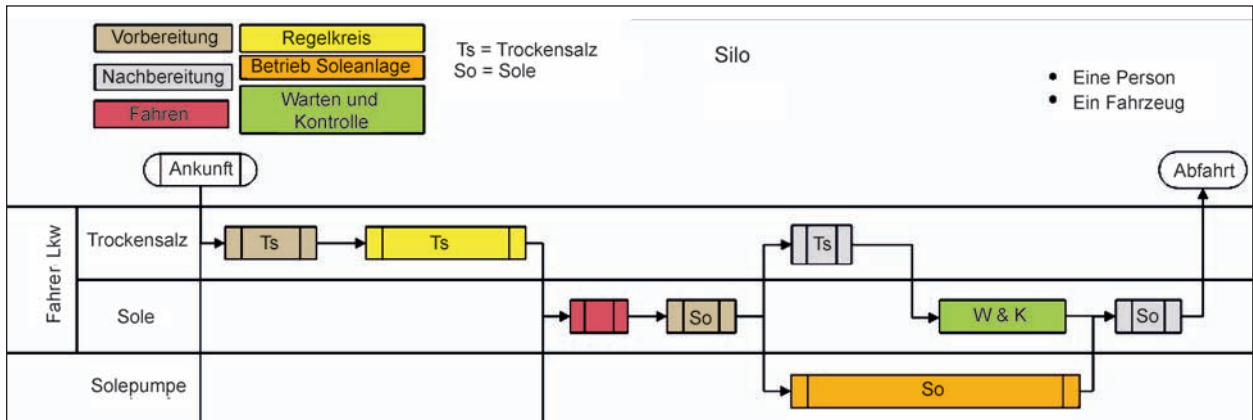 Vorbereitung
Regelkreis
Nachbereitung
Betrieb Soleanlage
Fahren
Warten und
Kontrolle
Ts = Trockensalz
So = Sole
Silo
• Eine Person
• Ein Fahrzeug
Ankunft
Abfahrt
Fahrer Lkw
Trockensalz
Ts
Ts
Ts
Sole
So
W & K
So
Solepumpe
So